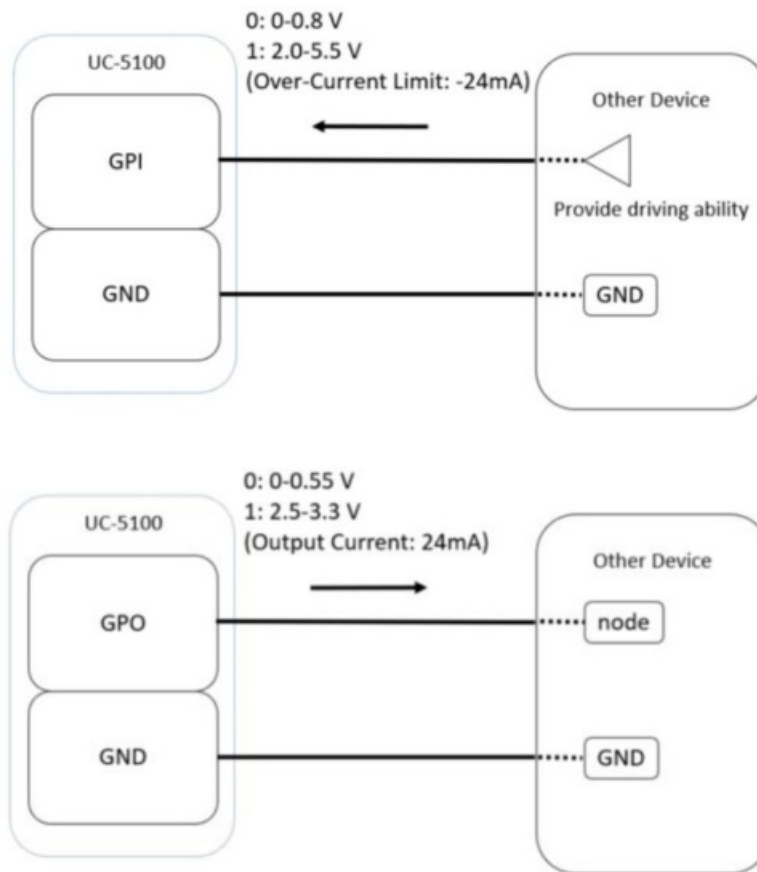 0: 0-0.8 V
1: 2.0-5.5 V
(Over-Current Limit: -24mA)
UC-5100
GPI
GND
Other Device
Provide driving ability
GND
0: 0-0.55 V
1: 2.5-3.3 V
(Output Current: 24mA)
UC-5100
GPO
GND
Other Device
node
GND